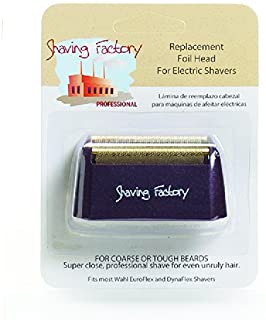 Shaving Factory
PROFESSIONAL
Replacement
Foil Head
For Electric Shavers
Lámina de reemplazo cabezal
para máquinas de afeitar eléctricas
Shaving Factory
FOR COARSE OR TOUGH BEARDS
Super close, professional shave for even unruly hair.
Fits most Wahl EuroFlex and DynaFlex Shavers